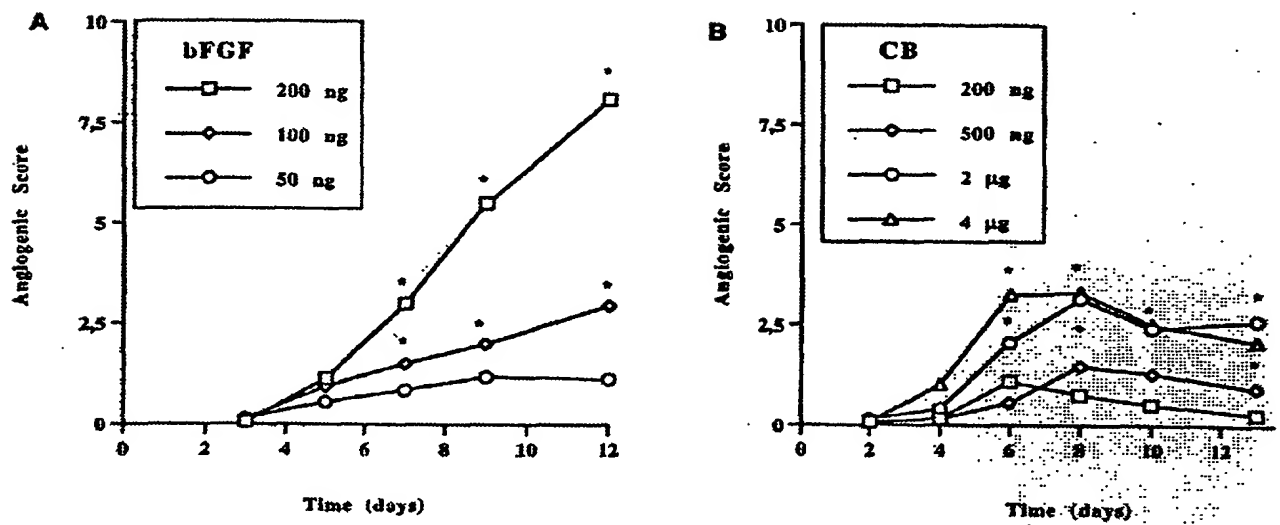 A
bFGF
200 ng
100 ng
50 ng
10
7,5
5
2,5
0
0 2 4 6 8 10 12
Angiogenic Score
Time (days)
B
CB
200 ng
500 ng
2 µg
4 µg
10
7,5
5
2,5
0
0 2 4 6 8 10 12
Angiogenic Score
Time (days)